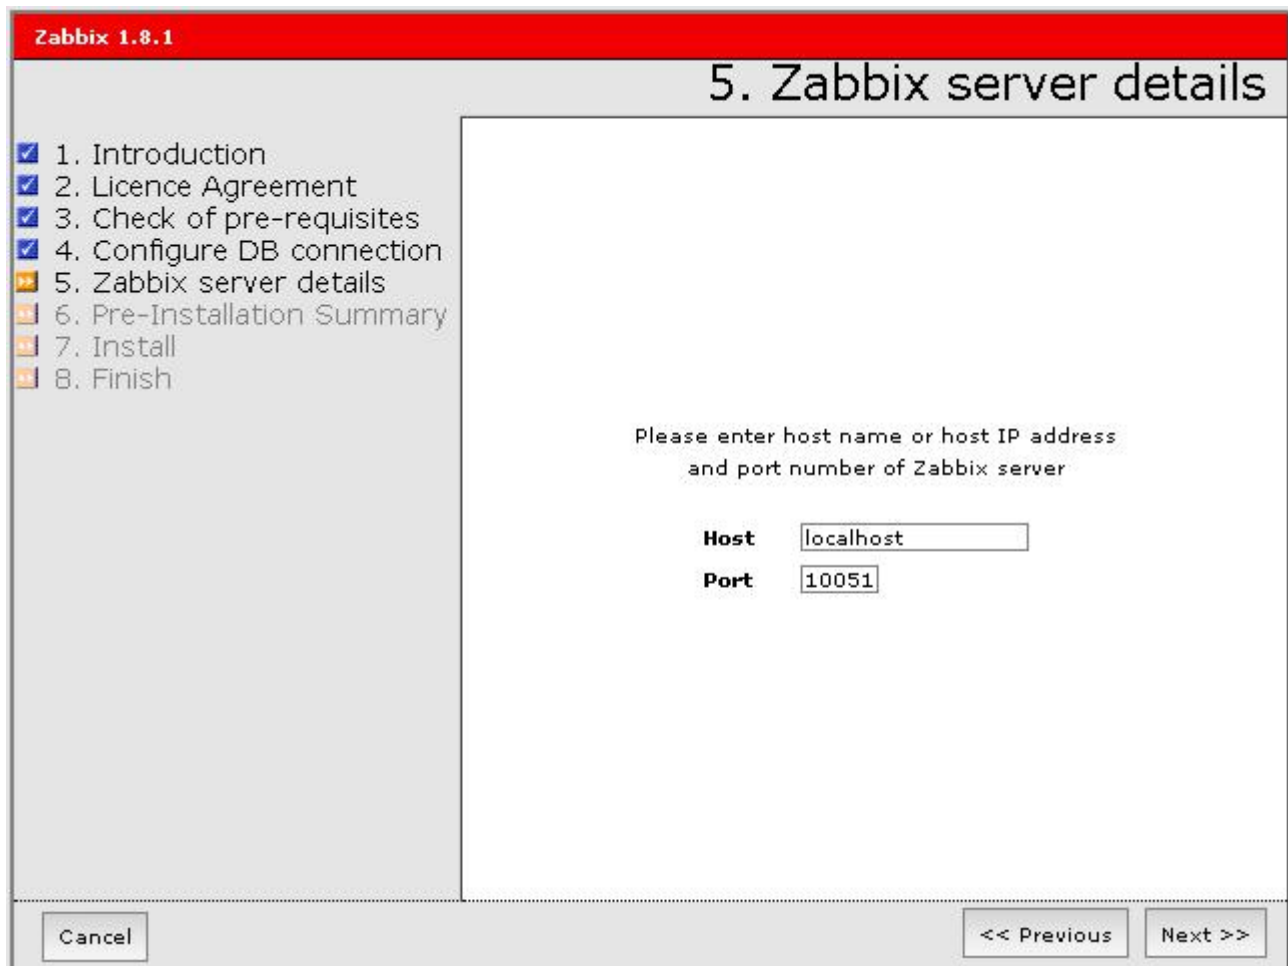 Zabbix 1.8.1
5. Zabbix server details
1. Introduction
2. Licence Agreement
3. Check of pre-requisites
4. Configure DB connection
5. Zabbix server details
6. Pre-Installation Summary
7. Install
8. Finish
Please enter host name or host IP address
and port number of Zabbix server
Host localhost
Port 10051
Cancel << Previous Next >>